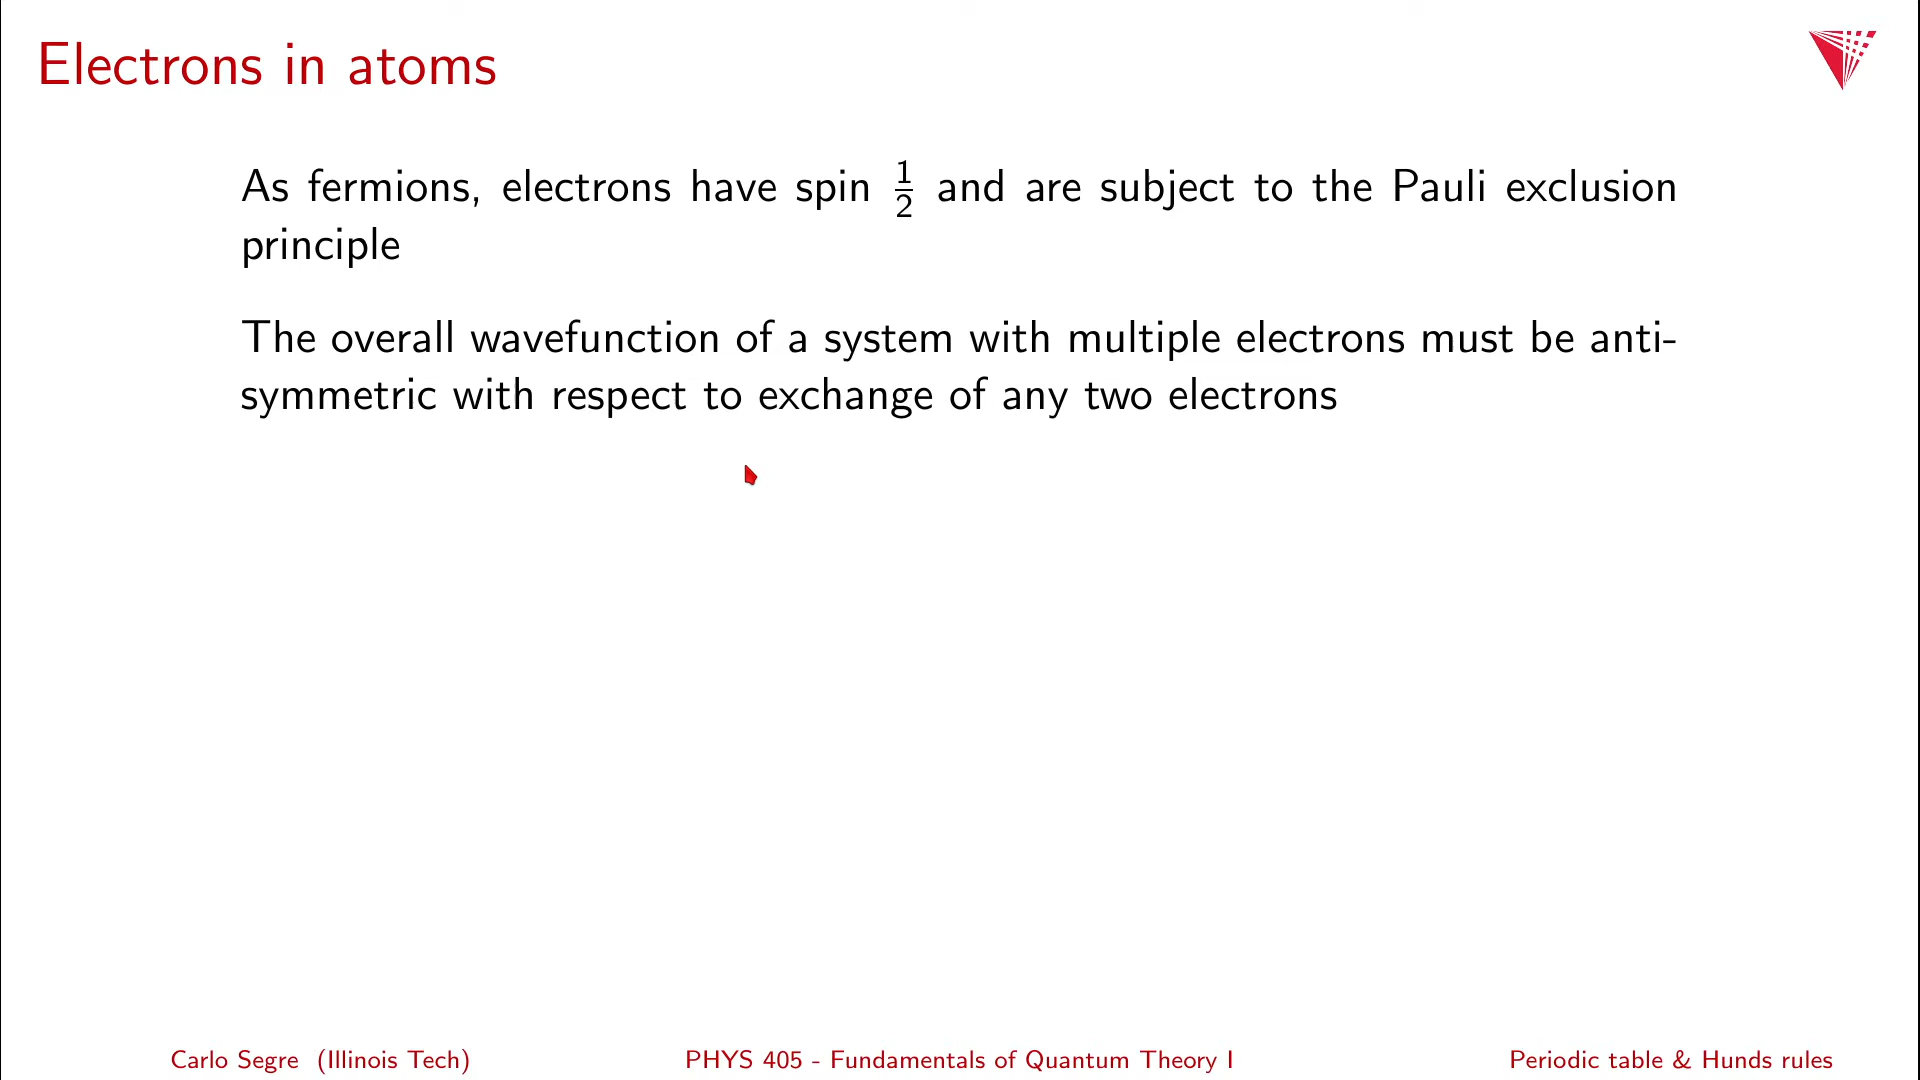 Electrons in atoms
As fermions, electrons have spin 1/2 and are subject to the Pauli exclusion
principle
The overall wavefunction of a system with multiple electrons must be anti-
symmetric with respect to exchange of any two electrons
Carlo Segre (Illinois Tech) PHYS 405 - Fundamentals of Quantum Theory I Periodic table & Hunds rules